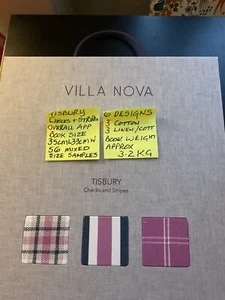 VILLA NOVA
TISBURY
CHECKS + STRIPES
OVERALL APP
BOOK SIZE
35CMS X 33CM W
56 MIXED
SIZE SAMPLES
6 DESIGNS
3 COTTON
3 LINEN/COTT
BOOK WEIGHT
APPROX
3·2 KG
TISBURY
Checks and Stripes